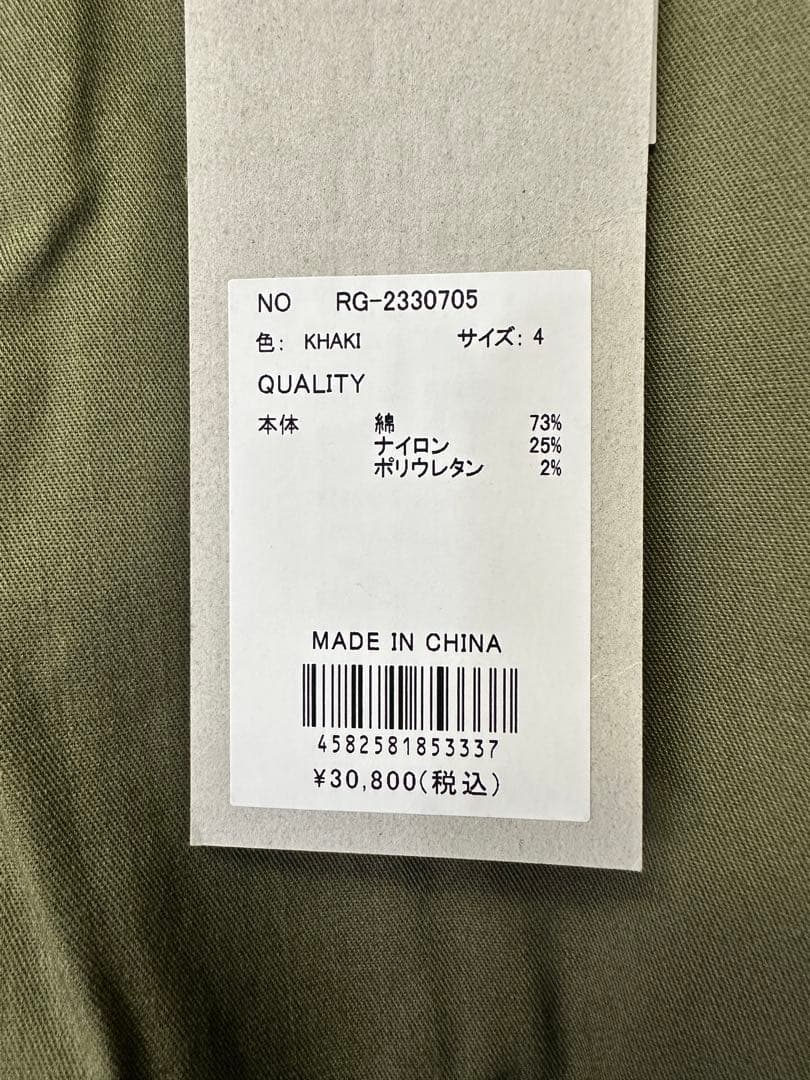 NO RG-2330705
色: KHAKI サイズ: 4
QUALITY
本体 綿 73%
ナイロン 25%
ポリウレタン 2%
MADE IN CHINA
4582581853337
¥30,800(税込)